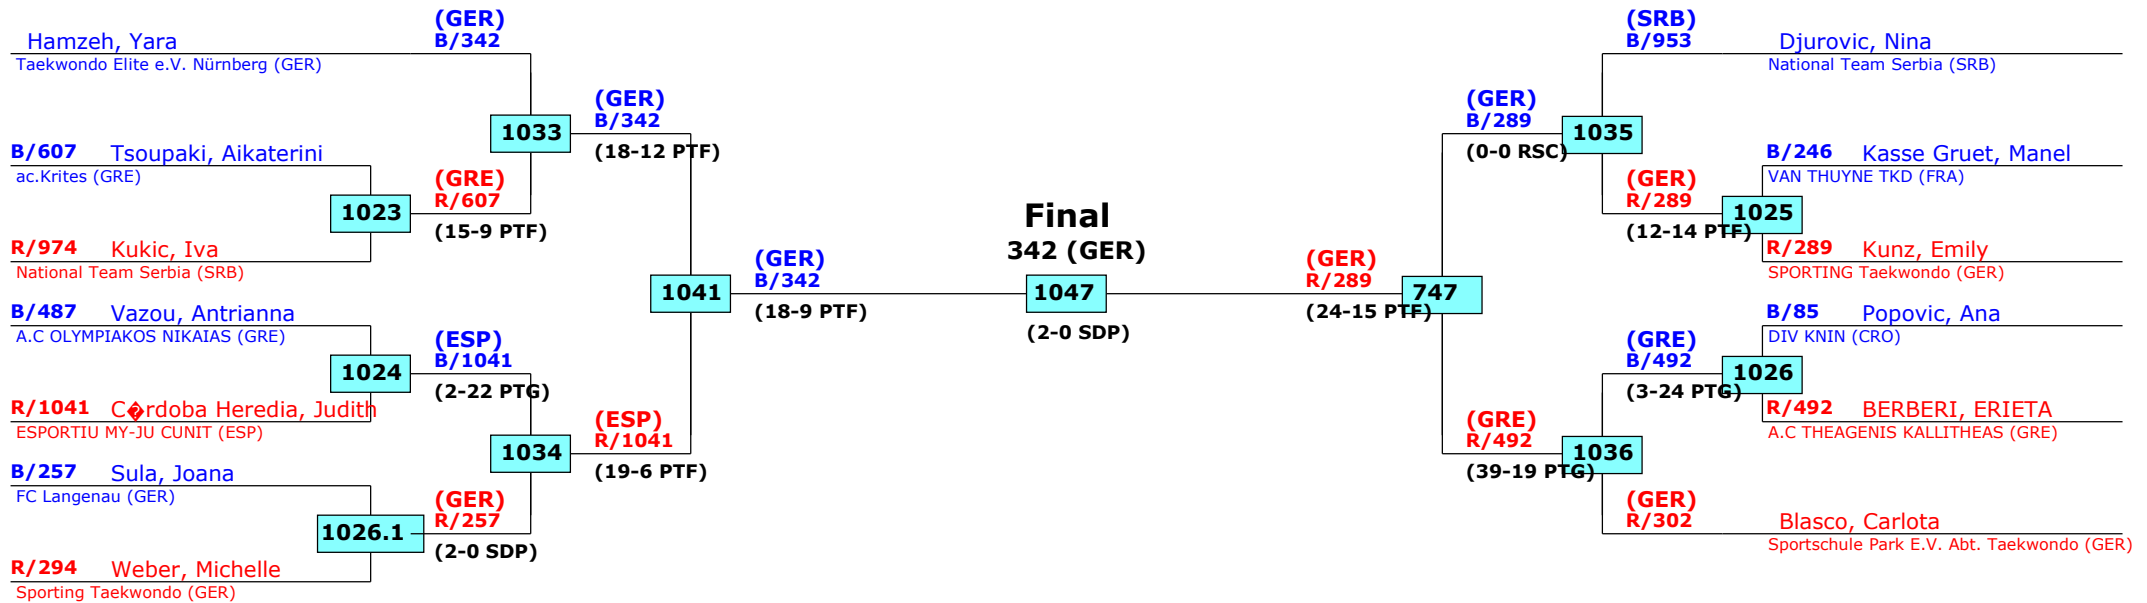 (GER)
B/342
Hamzeh, Yara
Taekwondo Elite e.V. Nürnberg (GER)
B/607 Tsoupaki, Aikaterini
ac.Krites (GRE)
1023
R/974 Kukic, Iva
National Team Serbia (SRB)
(GRE)
R/607
(15-9 PTF)
1033
(GER)
B/342
(18-12 PTF)
B/487 Vazou, Antrianna
A.C OLYMPIAKOS NIKAIAS (GRE)
1024
R/1041 C�rdoba Heredia, Judith
ESPORTIU MY-JU CUNIT (ESP)
(ESP)
B/1041
(2-22 PTG)
B/257 Sula, Joana
FC Langenau (GER)
1026.1
R/294 Weber, Michelle
Sporting Taekwondo (GER)
(GER)
R/257
(2-0 SDP)
1034
(ESP)
R/1041
(19-6 PTF)
1041
(GER)
B/342
(18-9 PTF)
Final
342 (GER)
1047
(2-0 SDP)
(GER)
R/289
(24-15 PTF)
747
(GER)
B/289
(0-0 RSC)
1035
(SRB)
B/953
Djurovic, Nina
National Team Serbia (SRB)
(GER)
R/289
(12-14 PTF)
1025
B/246 Kasse Gruet, Manel
VAN THUYNE TKD (FRA)
R/289 Kunz, Emily
SPORTING Taekwondo (GER)
(GRE)
R/492
(39-19 PTG)
1036
(GRE)
B/492
(3-24 PTG)
1026
B/85 Popovic, Ana
DIV KNIN (CRO)
R/492 BERBERI, ERIETA
A.C THEAGENIS KALLITHEAS (GRE)
(GER)
R/302
Blasco, Carlota
Sportschule Park E.V. Abt. Taekwondo (GER)